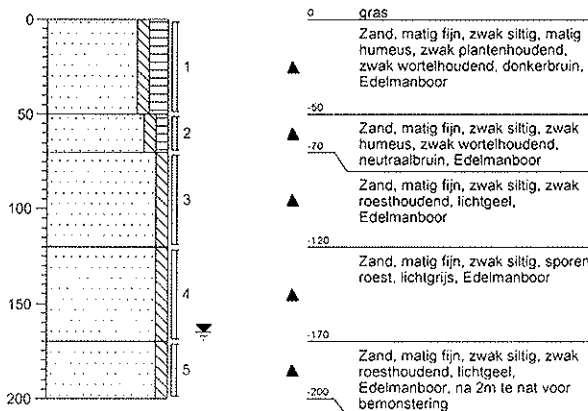 0
50
100
150
200
1
2
3
4
5
0 gras
Zand, matig fijn, zwak siltig, matig
humeus, zwak plantenhoudend,
zwak wortelhoudend, donkerbruin,
Edelmanboor
-50
Zand, matig fijn, zwak siltig, zwak
humeus, zwak wortelhoudend,
neutraalbruin, Edelmanboor
-70
Zand, matig fijn, zwak siltig, zwak
roesthoudend, lichtgeel,
Edelmanboor
-120
Zand, matig fijn, zwak siltig, sporen
roest, lichtgrijs, Edelmanboor
-170
Zand, matig fijn, zwak siltig, zwak
roesthoudend, lichtgeel,
Edelmanboor, na 2m te nat voor
bemonstering
-200